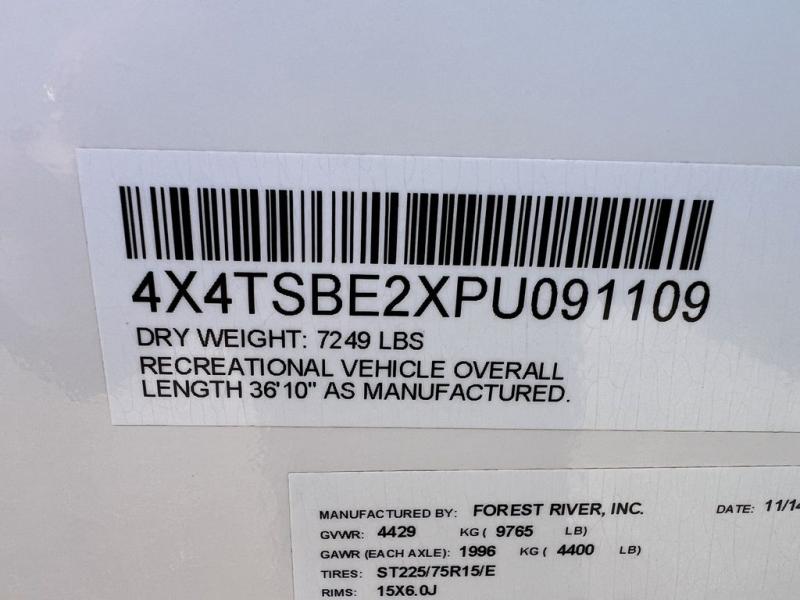 4X4TSBE2XPU091109
DRY WEIGHT: 7249 LBS
RECREATIONAL VEHICLE OVERALL
LENGTH 36'10" AS MANUFACTURED.
MANUFACTURED BY: FOREST RIVER, INC. DATE: 11/14
GVWR: 4429 KG ( 9765 LB)
GAWR (EACH AXLE): 1996 KG ( 4400 LB)
TIRES: ST225/75R15/E
RIMS: 15X6.0J